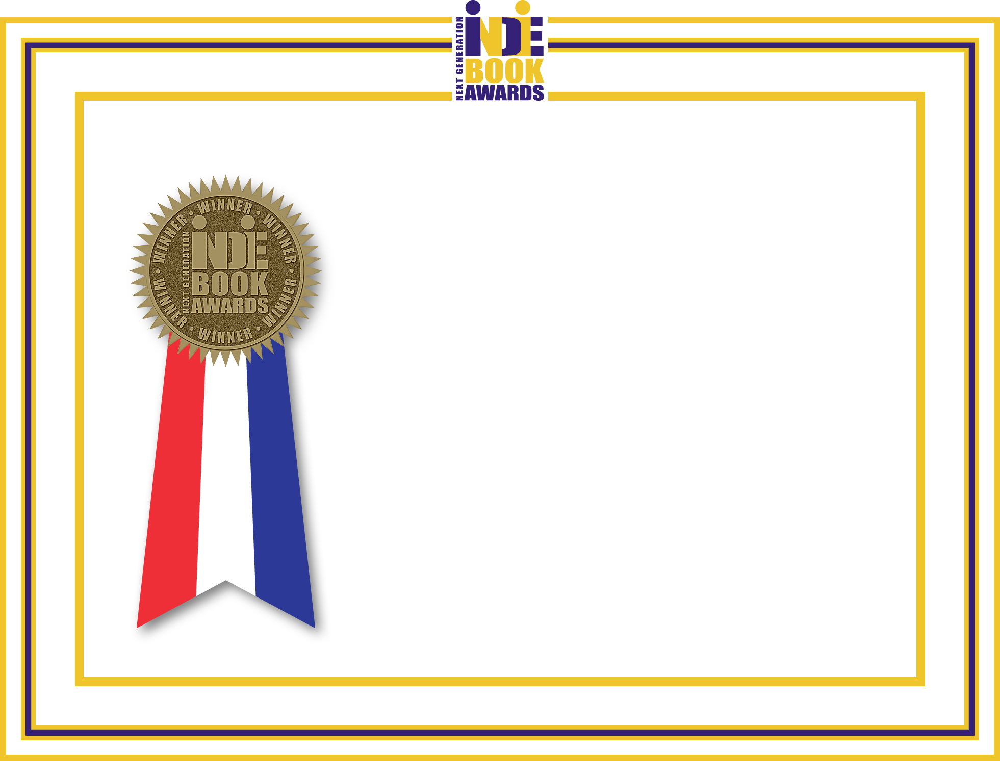 NEXT GENERATION
iNDiE
BOOK
AWARDS
WINNER • WINNER • WINNER • WINNER • WINNER • WINNER •
NEXT GENERATION
iNDiE
BOOK
AWARDS